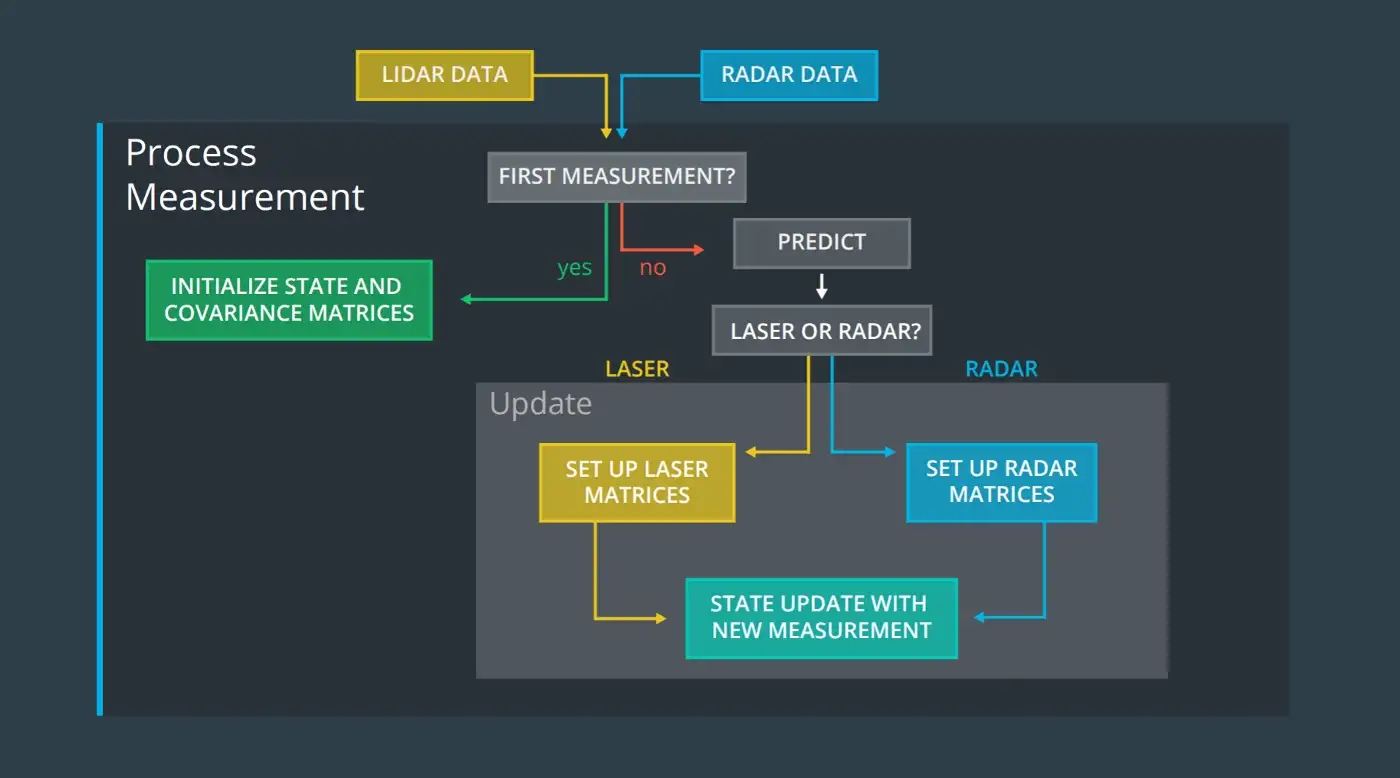 LIDAR DATA
RADAR DATA
Process
Measurement
FIRST MEASUREMENT?
PREDICT
yes
no
INITIALIZE STATE AND
COVARIANCE MATRICES
LASER OR RADAR?
LASER
RADAR
Update
SET UP LASER
MATRICES
SET UP RADAR
MATRICES
STATE UPDATE WITH
NEW MEASUREMENT